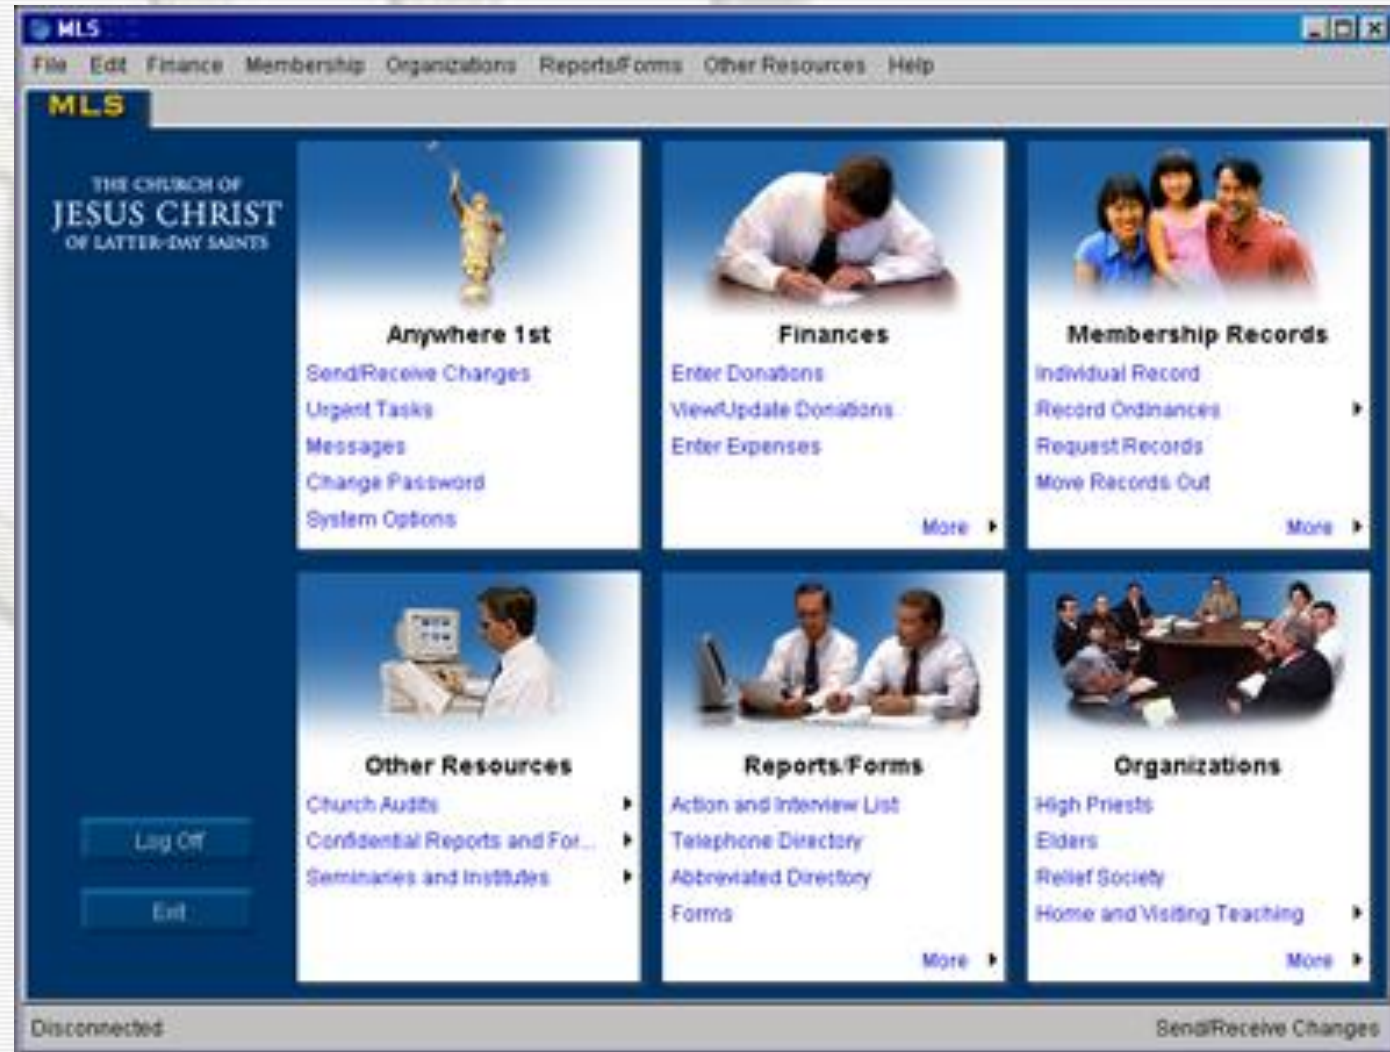 MLS
File Edit Finance Membership Organizations Reports/Forms Other Resources Help
MLS
THE CHURCH OF
JESUS CHRIST
OF LATTER-DAY SAINTS
Anywhere 1st
Send/Receive Changes
Urgent Tasks
Messages
Change Password
System Options
Finances
Enter Donations
View/Update Donations
Enter Expenses
More
Membership Records
Individual Record
Record Ordinances
Request Records
Move Records Out
More
Other Resources
Church Audits
Confidential Reports and For...
Seminaries and Institutes
Reports/Forms
Action and Interview List
Telephone Directory
Abbreviated Directory
Forms
More
Organizations
High Priests
Elders
Relief Society
Home and Visiting Teaching
More
Log Off
Exit
Disconnected
Send/Receive Changes